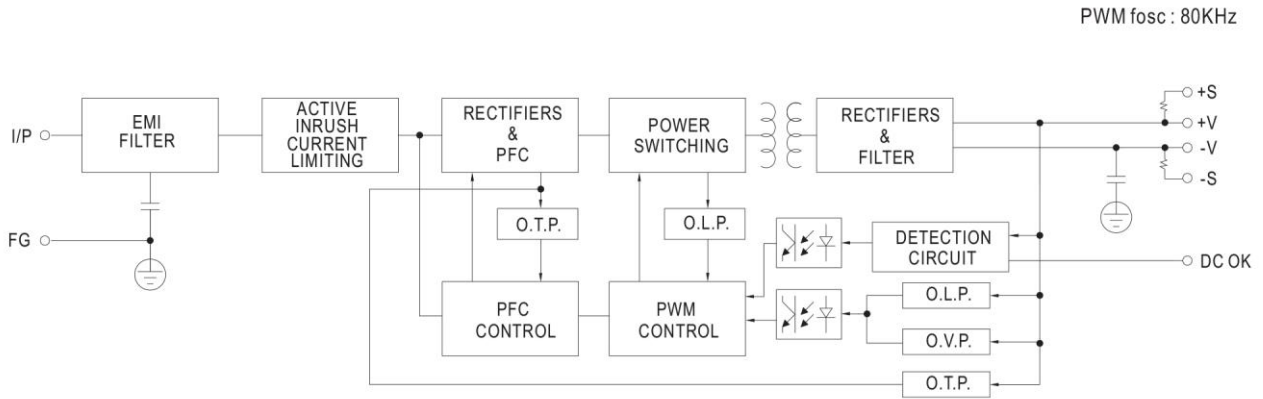 PWM fosc : 80KHz
I/P
EMI
FILTER
ACTIVE
INRUSH
CURRENT
LIMITING
RECTIFIERS
&
PFC
POWER
SWITCHING
RECTIFIERS
&
FILTER
+S
+V
-V
-S
FG
O.T.P.
O.L.P.
DETECTION
CIRCUIT
DC OK
PFC
CONTROL
PWM
CONTROL
O.L.P.
O.V.P.
O.T.P.